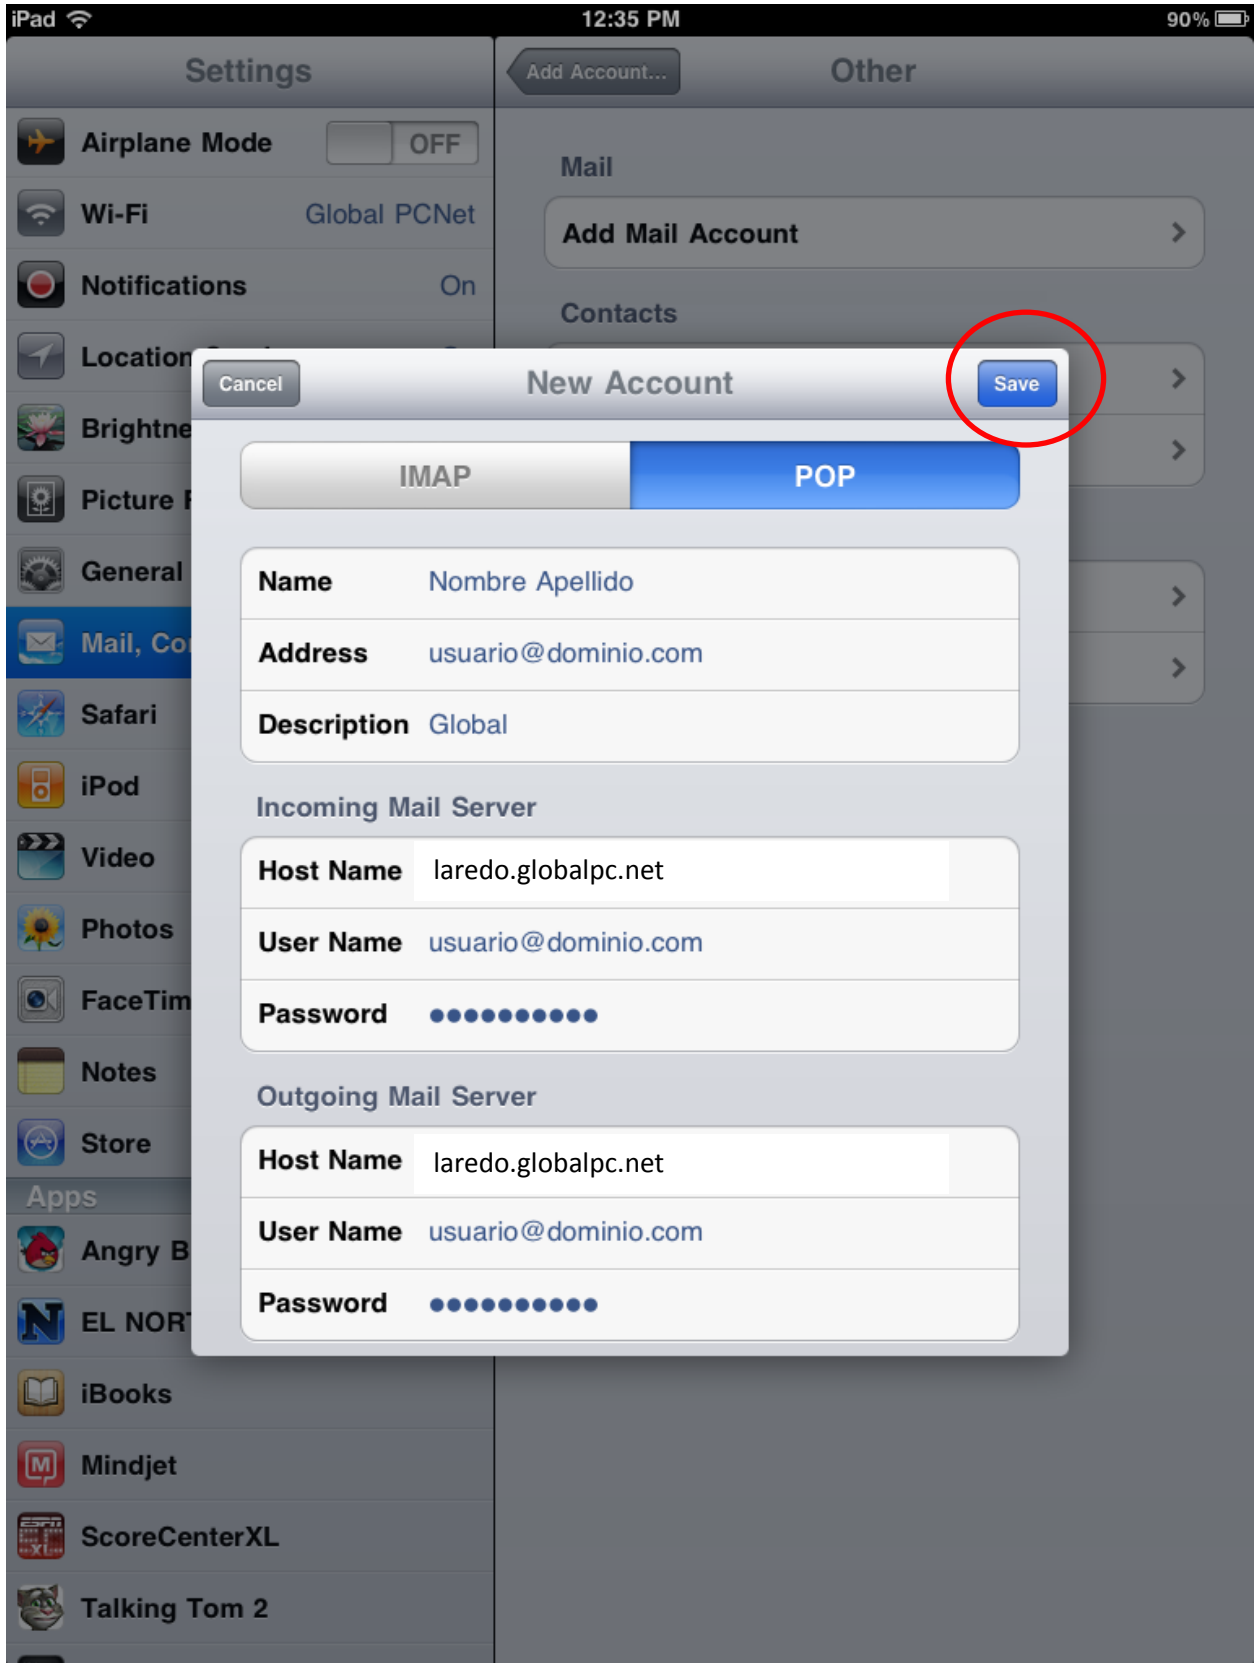 iPad 12:35 PM 90%
Settings
Add Account... Other
Airplane Mode OFF
Mail
Wi-Fi Global PCNet
Add Mail Account
Notifications On
Contacts
Location
Cancel New Account Save
Brightne
IMAP POP
Picture
General
Name Nombre Apellido
Mail, Co
Address usuario@dominio.com
Safari
Description Global
iPod
Incoming Mail Server
Video
Host Name laredo.globalpc.net
Photos
User Name usuario@dominio.com
FaceTim
Password ●●●●●●●●●●
Notes
Outgoing Mail Server
Store
Host Name laredo.globalpc.net
Apps
User Name usuario@dominio.com
Angry B
Password ●●●●●●●●●●
N EL NOR
iBooks
Mindjet
ScoreCenterXL
Talking Tom 2